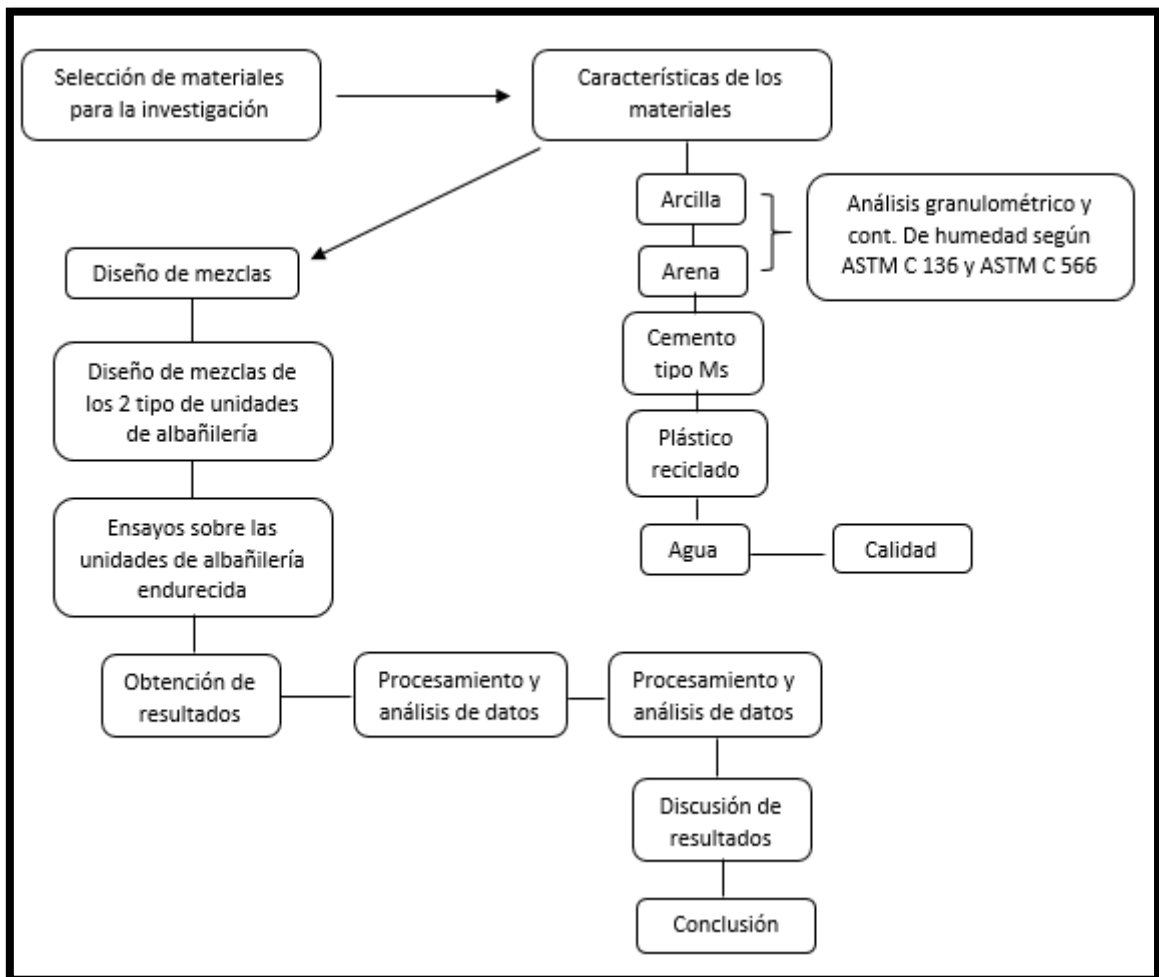 Selección de materiales
para la investigación
Características de los
materiales
Arcilla
Arena
Análisis granulométrico y
cont. De humedad según
ASTM C 136 y ASTM C 566
Cemento
tipo Ms
Plástico
reciclado
Agua
Calidad
Diseño de mezclas
Diseño de mezclas de
los 2 tipo de unidades
de albañilería
Ensayos sobre las
unidades de albañilería
endurecida
Obtención de
resultados
Procesamiento y
análisis de datos
Procesamiento y
análisis de datos
Discusión de
resultados
Conclusión